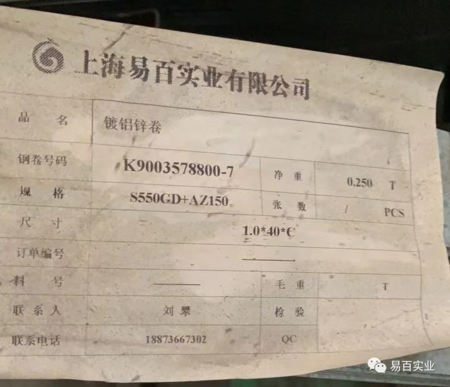 上海易百实业有限公司
品 名 镀铝锌卷
钢卷号码 K9003578800-7 净 重 0.250 T
规 格 S550GD+AZ150 张 数 / PCS
尺 寸 1.0*40*C
订单编号 ———
料 号 ——— 毛 重 T
联 系 人 刘 攀 检 验
联系电话 18873667302 QC
易百实业